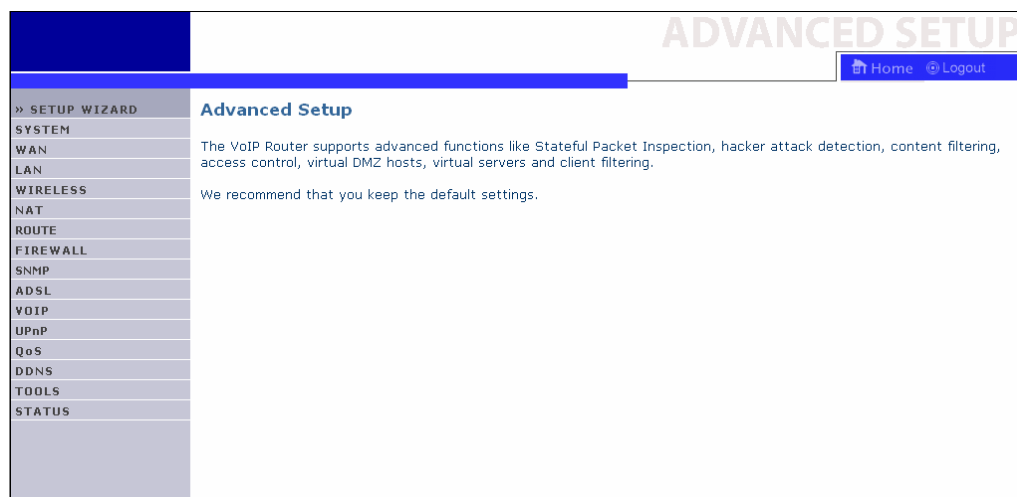 ADVANCED SETUP
Home Logout
» SETUP WIZARD
SYSTEM
WAN
LAN
WIRELESS
NAT
ROUTE
FIREWALL
SNMP
ADSL
VOIP
UPnP
QoS
DDNS
TOOLS
STATUS
Advanced Setup
The VoIP Router supports advanced functions like Stateful Packet Inspection, hacker attack detection, content filtering,
access control, virtual DMZ hosts, virtual servers and client filtering.
We recommend that you keep the default settings.